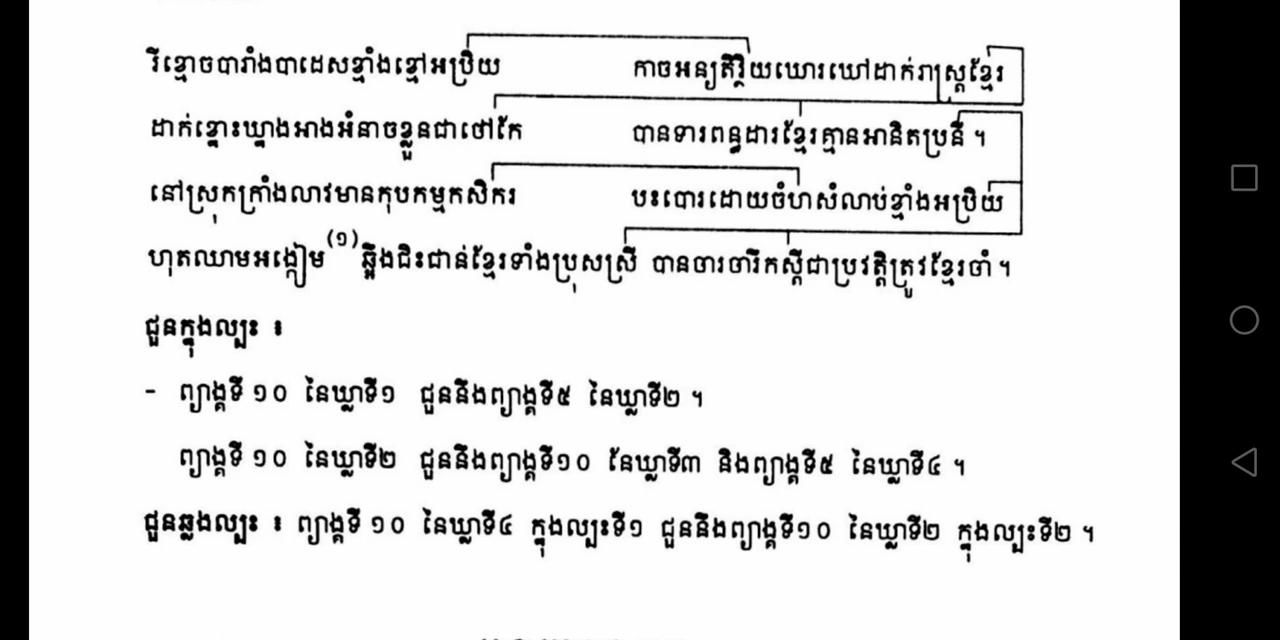 រីខ្មោចបារាំងបាដេសខ្មាំងខ្មៅអប្រិយ កាចអន្យតិរ្ថិយឃោរឃៅដាក់រាស្ត្រខ្មែរ
ដាក់ខ្នោះឃ្នាងអាងអំនាចខ្លួនជាថៅកែ បានទារពន្ធដារខ្មែរគ្មានអានិតប្រនី ។
នៅស្រុកក្រាំងលាវមានកុបកម្មកសិករ បះបោរដោយចំហសំលាប់ខ្មាំងអប្រិយ
ហុតឈាមអង្កៀម(១)ឆ្អឹងជិះជាន់ខ្មែរទាំងប្រុសស្រី បានចារចារឹកស្តីជាប្រវត្តិត្រូវខ្មែរចាំ ។
ជួនក្នុងល្បះ ៖
- ព្យាង្គទី ១០ នៃឃ្លាទី១ ជួននឹងព្យាង្គទី៥ នៃឃ្លាទី២ ។
ព្យាង្គទី ១០ នៃឃ្លាទី២ ជួននឹងព្យាង្គទី១០ នៃឃ្លាទី៣ និងព្យាង្គទី៥ នៃឃ្លាទី៤ ។
ជួនឆ្លងល្បះ ៖ ព្យាង្គទី ១០ នៃឃ្លាទី៤ ក្នុងល្បះទី១ ជួននឹងព្យាង្គទី១០ នៃឃ្លាទី២ ក្នុងល្បះទី២ ។